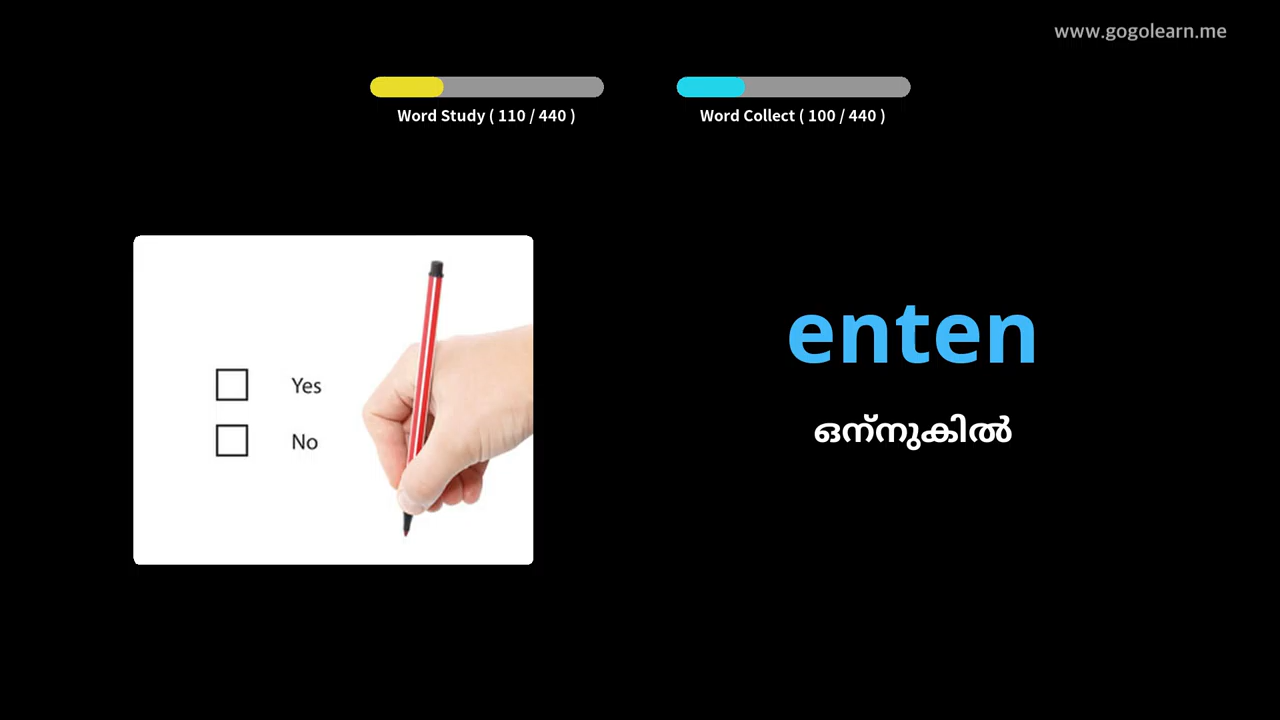 www.gogolearn.me
Word Study ( 110 / 440 )
Word Collect ( 100 / 440 )
Yes
No
enten
ഒന്നുകിൽ